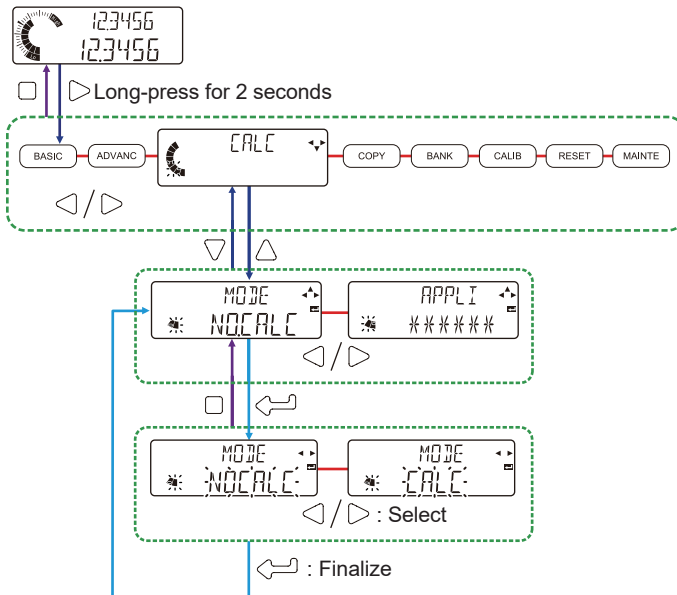 12.3456
12.3456
Long-press for 2 seconds
BASIC ADVANC CALC COPY BANK CALIB RESET MAINTE
/
MODE APPLI
NO.CALC ******
/
MODE MODE
NO.CALC CALC
/ : Select
: Finalize